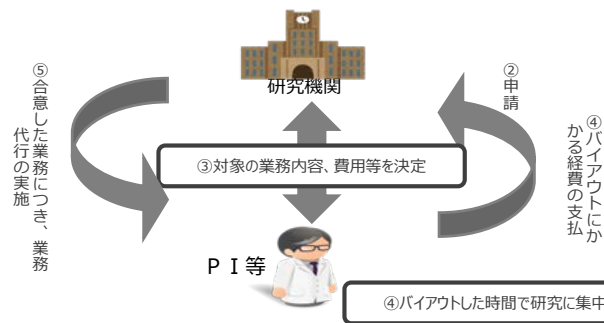 研究機関
⑤合意した業務につき、業務
代行の実施
②申請
④バイアウトにか
かる経費の支払
③対象の業務内容、費用等を決定
ＰＩ等
④バイアウトした時間で研究に集中